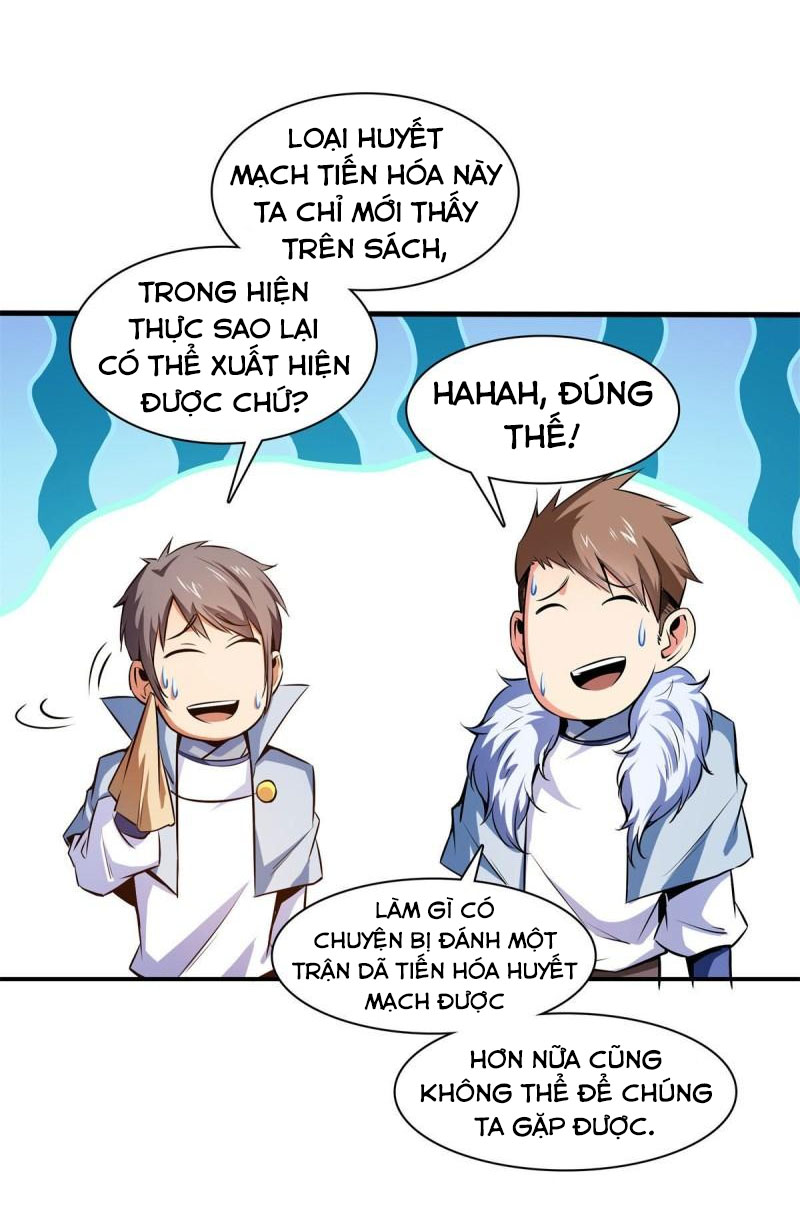 LOẠI HUYẾT
MẠCH TIẾN HÓA NÀY
TA CHỈ MỚI THẤY
TRÊN SÁCH,
TRONG HIỆN
THỰC SAO LẠI
CÓ THỂ XUẤT HIỆN
ĐƯỢC CHỨ?
HAHAH, ĐÚNG
THẾ!
LÀM GÌ CÓ
CHUYỆN BỊ ĐÁNH MỘT
TRẬN DÃ TIẾN HÓA HUYẾT
MẠCH ĐƯỢC
HƠN NỮA CŨNG
KHÔNG THỂ ĐỂ CHÚNG
TA GẶP ĐƯỢC.